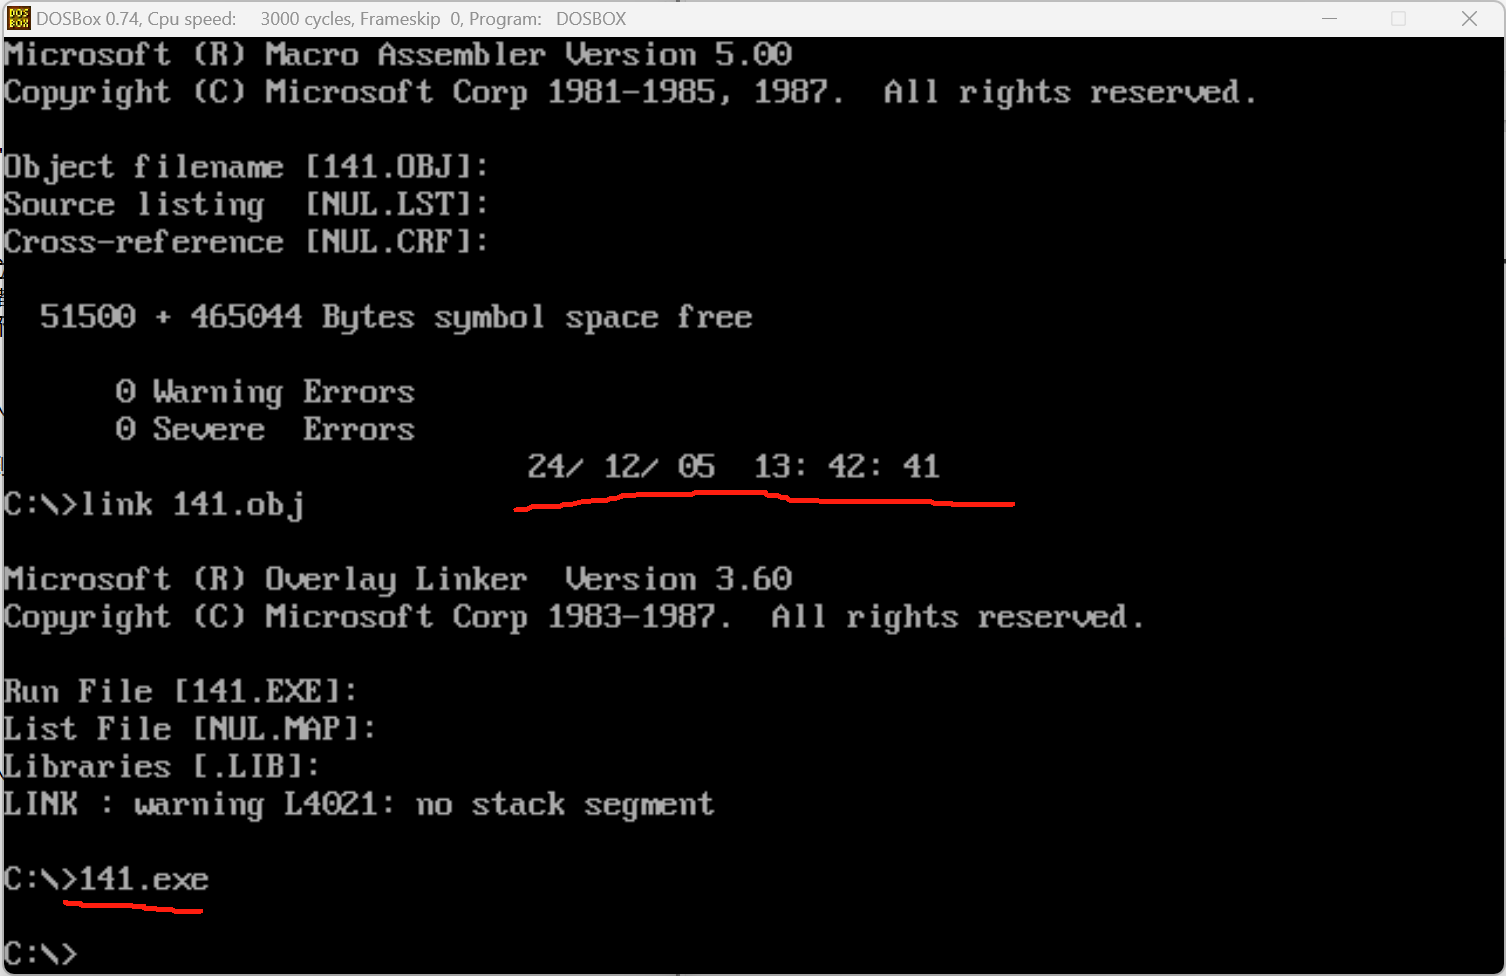 DOSBox 0.74, Cpu speed:     3000 cycles, Frameskip  0, Program:   DOSBOX
Microsoft (R) Macro Assembler Version 5.00
Copyright (C) Microsoft Corp 1981-1985, 1987.  All rights reserved.
Object filename [141.OBJ]:
Source listing  [NUL.LST]:
Cross-reference [NUL.CRF]:
  51500 + 465044 Bytes symbol space free
      0 Warning Errors
      0 Severe  Errors
24/ 12/ 05  13: 42: 41
C:\>link 141.obj
Microsoft (R) Overlay Linker  Version 3.60
Copyright (C) Microsoft Corp 1983-1987.  All rights reserved.
Run File [141.EXE]:
List File [NUL.MAP]:
Libraries [.LIB]:
LINK : warning L4021: no stack segment
C:\>141.exe
C:\>